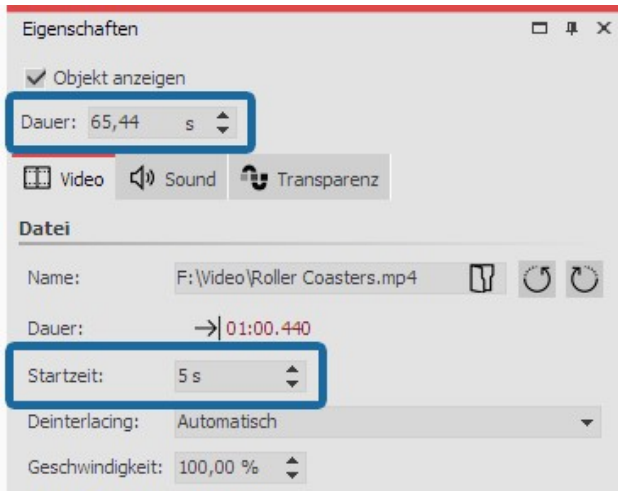 Eigenschaften
Objekt anzeigen
Dauer: 65,44 s
Video Sound Transparenz
Datei
Name: F:\Video\Roller Coasters.mp4
Dauer: 01:00.440
Startzeit: 5 s
Deinterlacing: Automatisch
Geschwindigkeit: 100,00 %